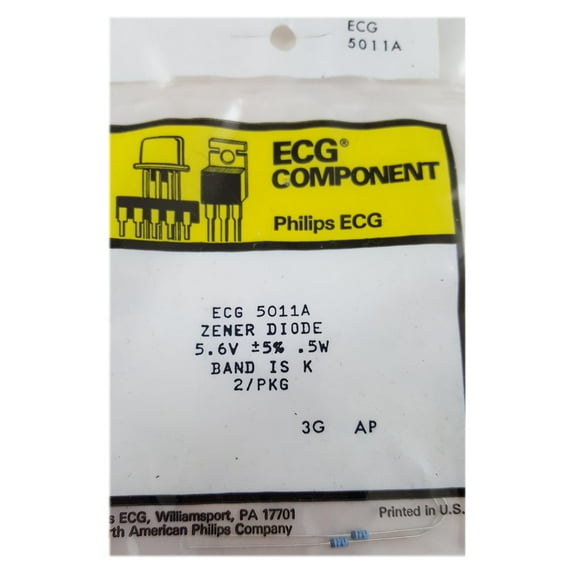 ECG
5011A
ECG®
COMPONENT
Philips ECG
ECG 5011A
ZENER DIODE
5.6V ±5% .5W
BAND IS K
2/PKG
3G AP
ECG, Williamsport, PA 17701
American Philips Company
Printed in U.S.